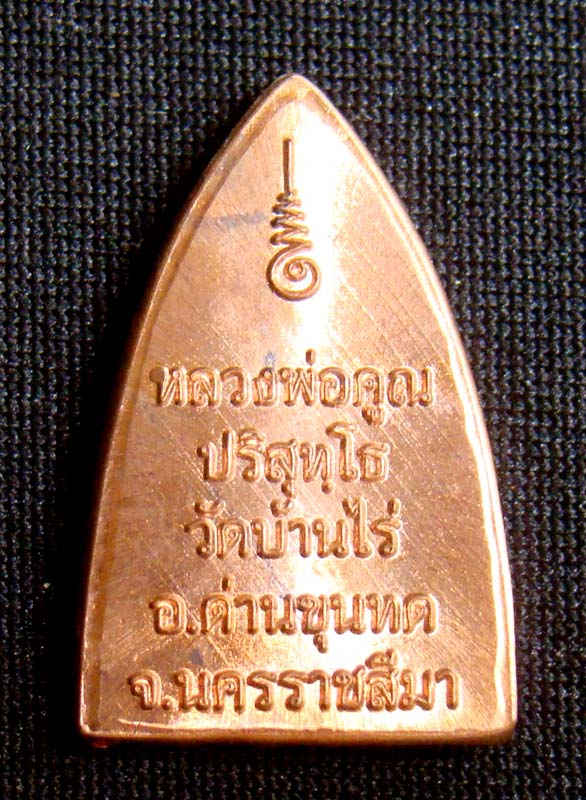 หลวงพ่อคูณ
ปริสุทฺโธ
วัดบ้านไร่
อ.ด่านขุนทด
จ.นครราชสีมา